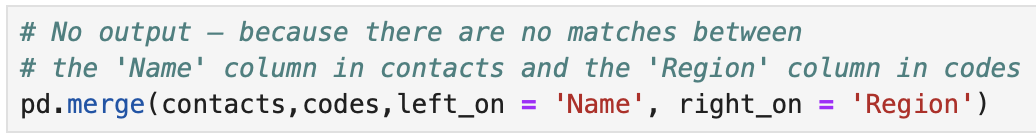 # No output – because there are no matches between
# the 'Name' column in contacts and the 'Region' column in codes
pd.merge(contacts,codes,left_on = 'Name', right_on = 'Region')